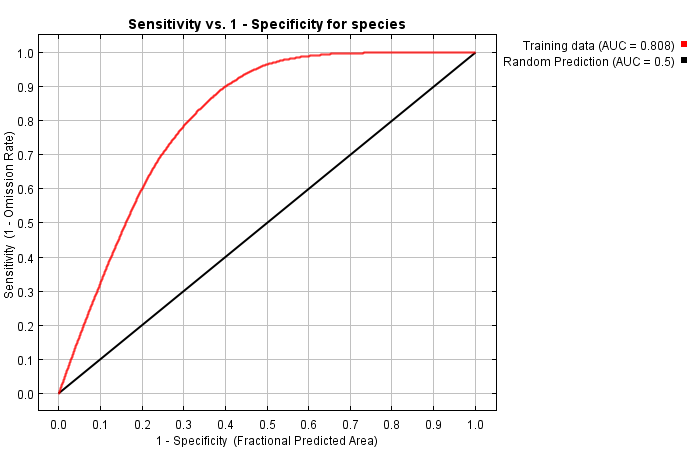 Sensitivity vs. 1 - Specificity for species
Training data (AUC = 0.808)
Random Prediction (AUC = 0.5)
Sensitivity (1 - Omission Rate)
1.0
0.9
0.8
0.7
0.6
0.5
0.4
0.3
0.2
0.1
0.0
0.0 0.1 0.2 0.3 0.4 0.5 0.6 0.7 0.8 0.9 1.0
1 - Specificity (Fractional Predicted Area)